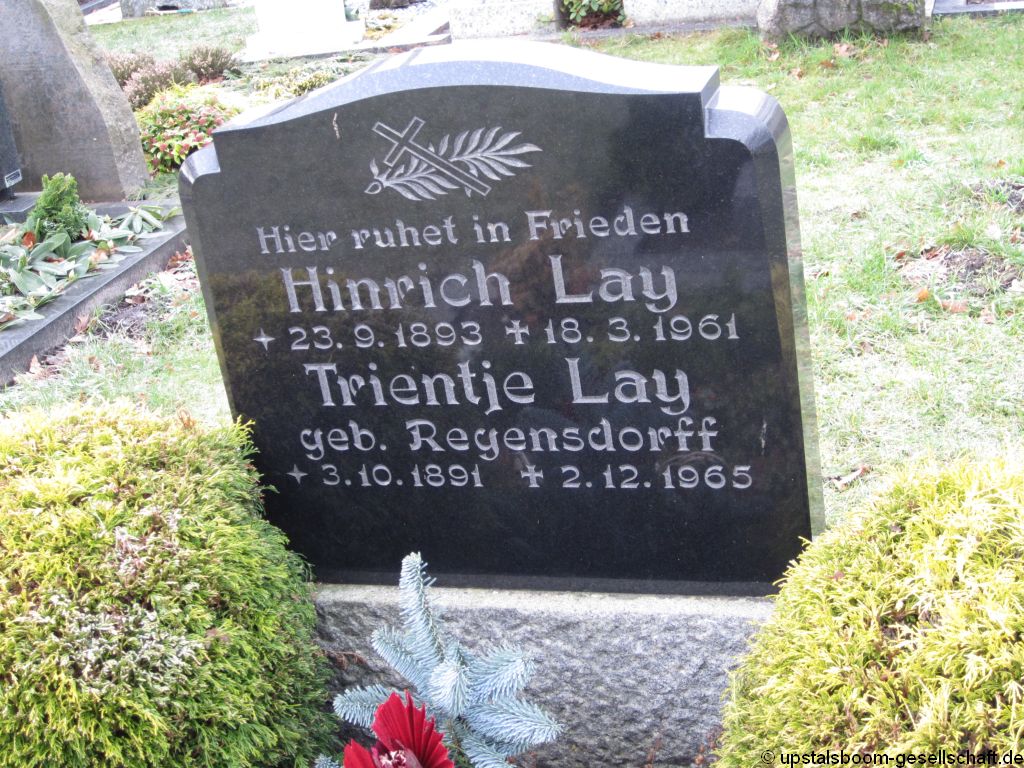 Hier ruhet in Frieden
Hinrich Lay
✦ 23. 9. 1893 ✝ 18. 3. 1961
Trientje Lay
geb. Regensdorff
✦ 3. 10. 1891 ✝ 2. 12. 1965
© upstalsboom-gesellschaft.de